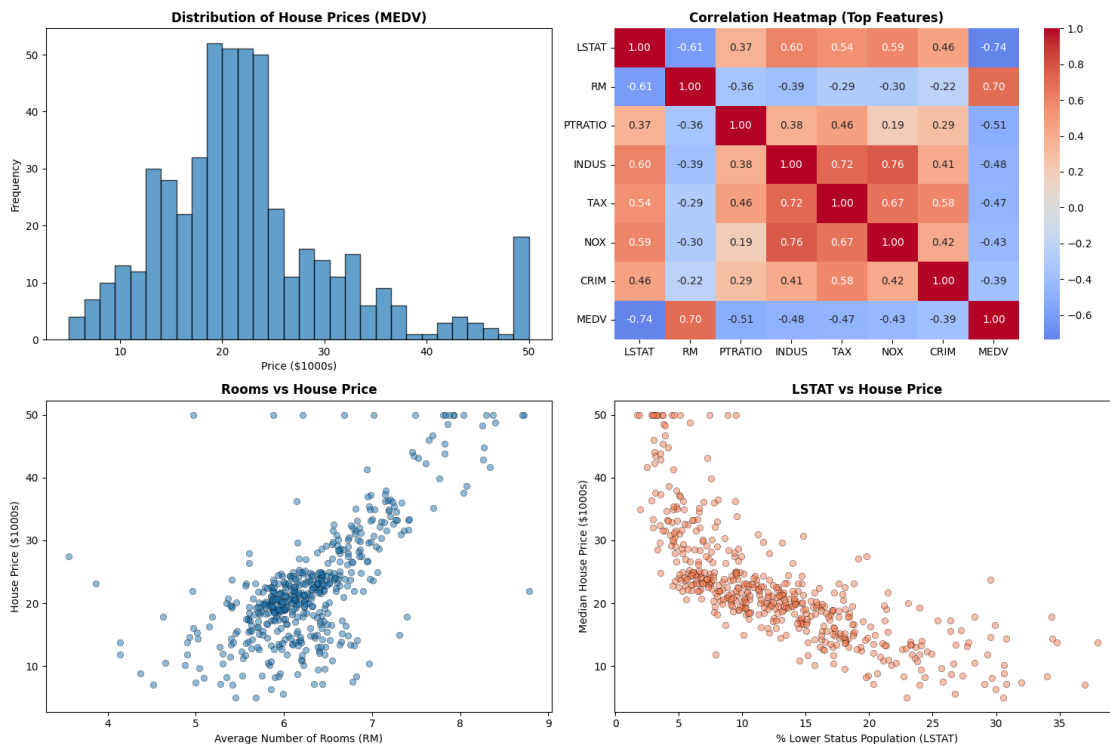 Distribution of House Prices (MEDV)
Frequency
50
40
30
20
10
0
10 20 30 40 50
Price ($1000s)
Correlation Heatmap (Top Features)
LSTAT 1.00 -0.61 0.37 0.60 0.54 0.59 0.46 -0.74
RM -0.61 1.00 -0.36 -0.39 -0.29 -0.30 -0.22 0.70
PTRATIO 0.37 -0.36 1.00 0.38 0.46 0.19 0.29 -0.51
INDUS 0.60 -0.39 0.38 1.00 0.72 0.76 0.41 -0.48
TAX 0.54 -0.29 0.46 0.72 1.00 0.67 0.58 -0.47
NOX 0.59 -0.30 0.19 0.76 0.67 1.00 0.42 -0.43
CRIM 0.46 -0.22 0.29 0.41 0.58 0.42 1.00 -0.39
MEDV -0.74 0.70 -0.51 -0.48 -0.47 -0.43 -0.39 1.00
LSTAT RM PTRATIO INDUS TAX NOX CRIM MEDV
1.0
0.8
0.6
0.4
0.2
0.0
−0.2
−0.4
−0.6
Rooms vs House Price
House Price ($1000s)
50
40
30
20
10
4 5 6 7 8 9
Average Number of Rooms (RM)
LSTAT vs House Price
Median House Price ($1000s)
50
40
30
20
10
0 5 10 15 20 25 30 35
% Lower Status Population (LSTAT)